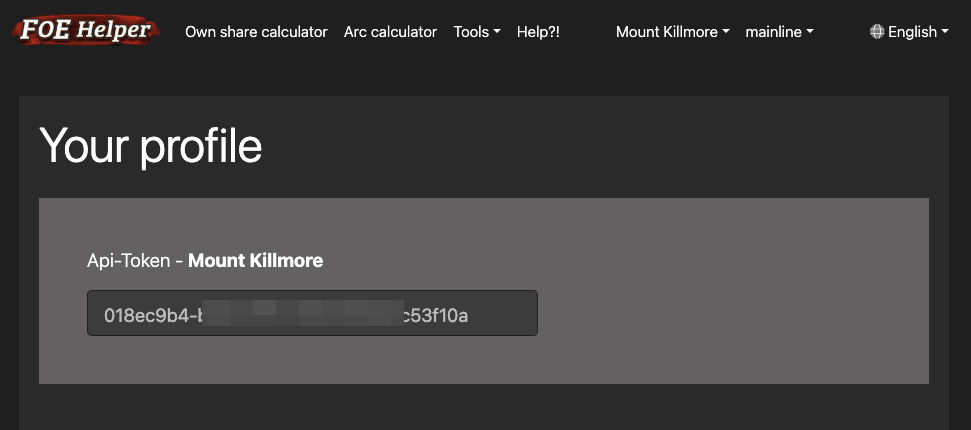 FOE Helper Own share calculator Arc calculator Tools Help?! Mount Killmore mainline English
Your profile
Api-Token - Mount Killmore
018ec9b4- c53f10a